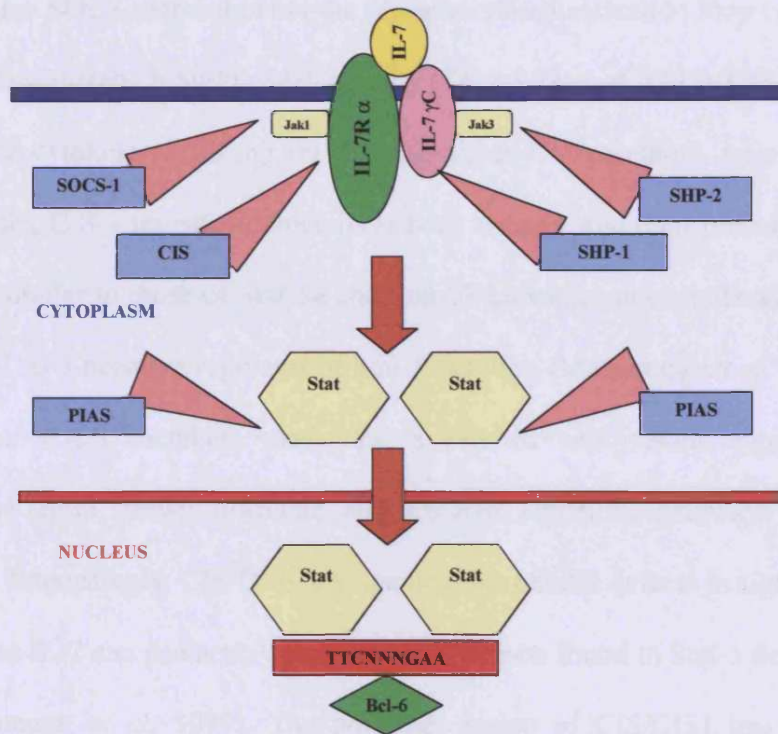 IL-7
IL-7R α
IL-7 γC
Jak1
Jak3
SOCS-1
SHP-2
CIS
SHP-1
CYTOPLASM
Stat
Stat
PIAS
PIAS
NUCLEUS
Stat
Stat
TTCNNNGAA
Bcl-6